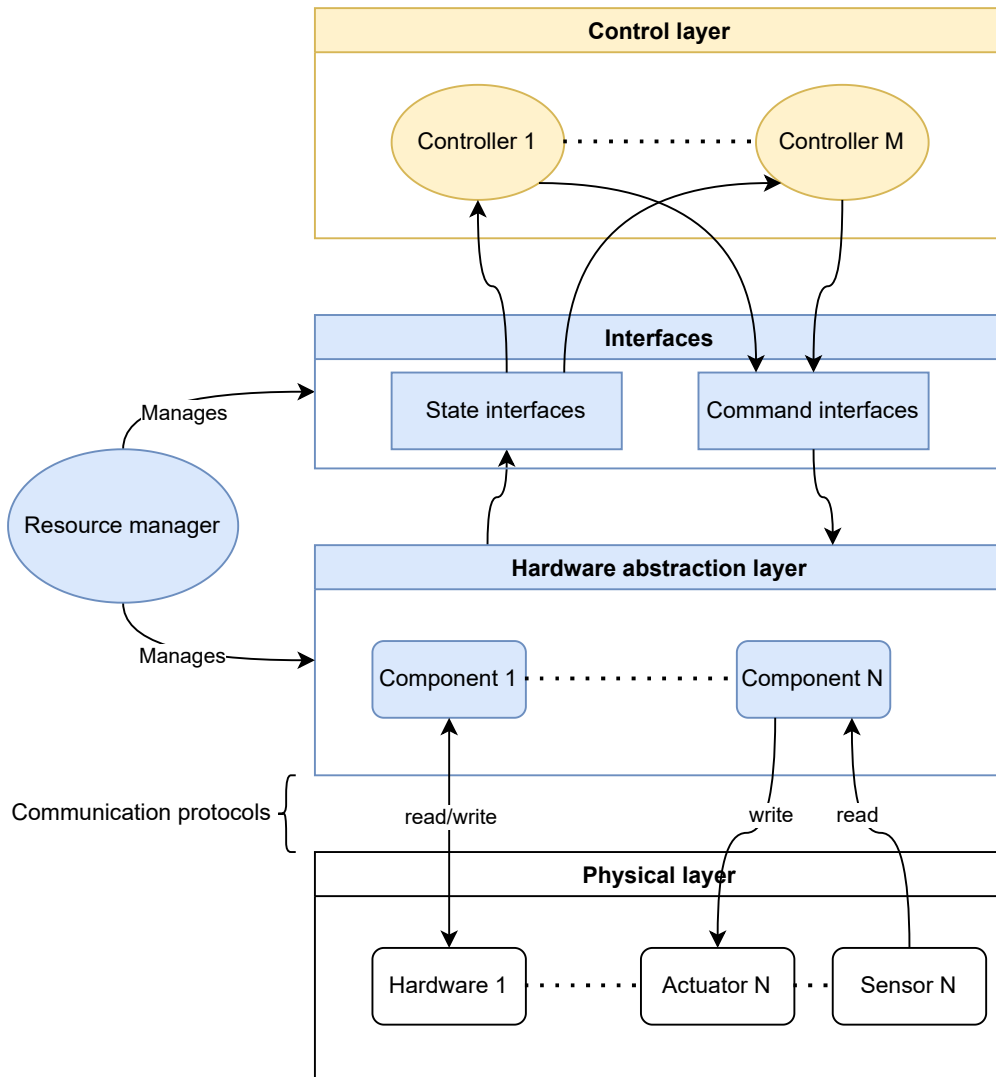 Control layer
Controller 1
Controller M
Interfaces
State interfaces
Command interfaces
Manages
Resource manager
Hardware abstraction layer
Manages
Component 1
Component N
Communication protocols
read/write
write
read
Physical layer
Hardware 1
Actuator N
Sensor N